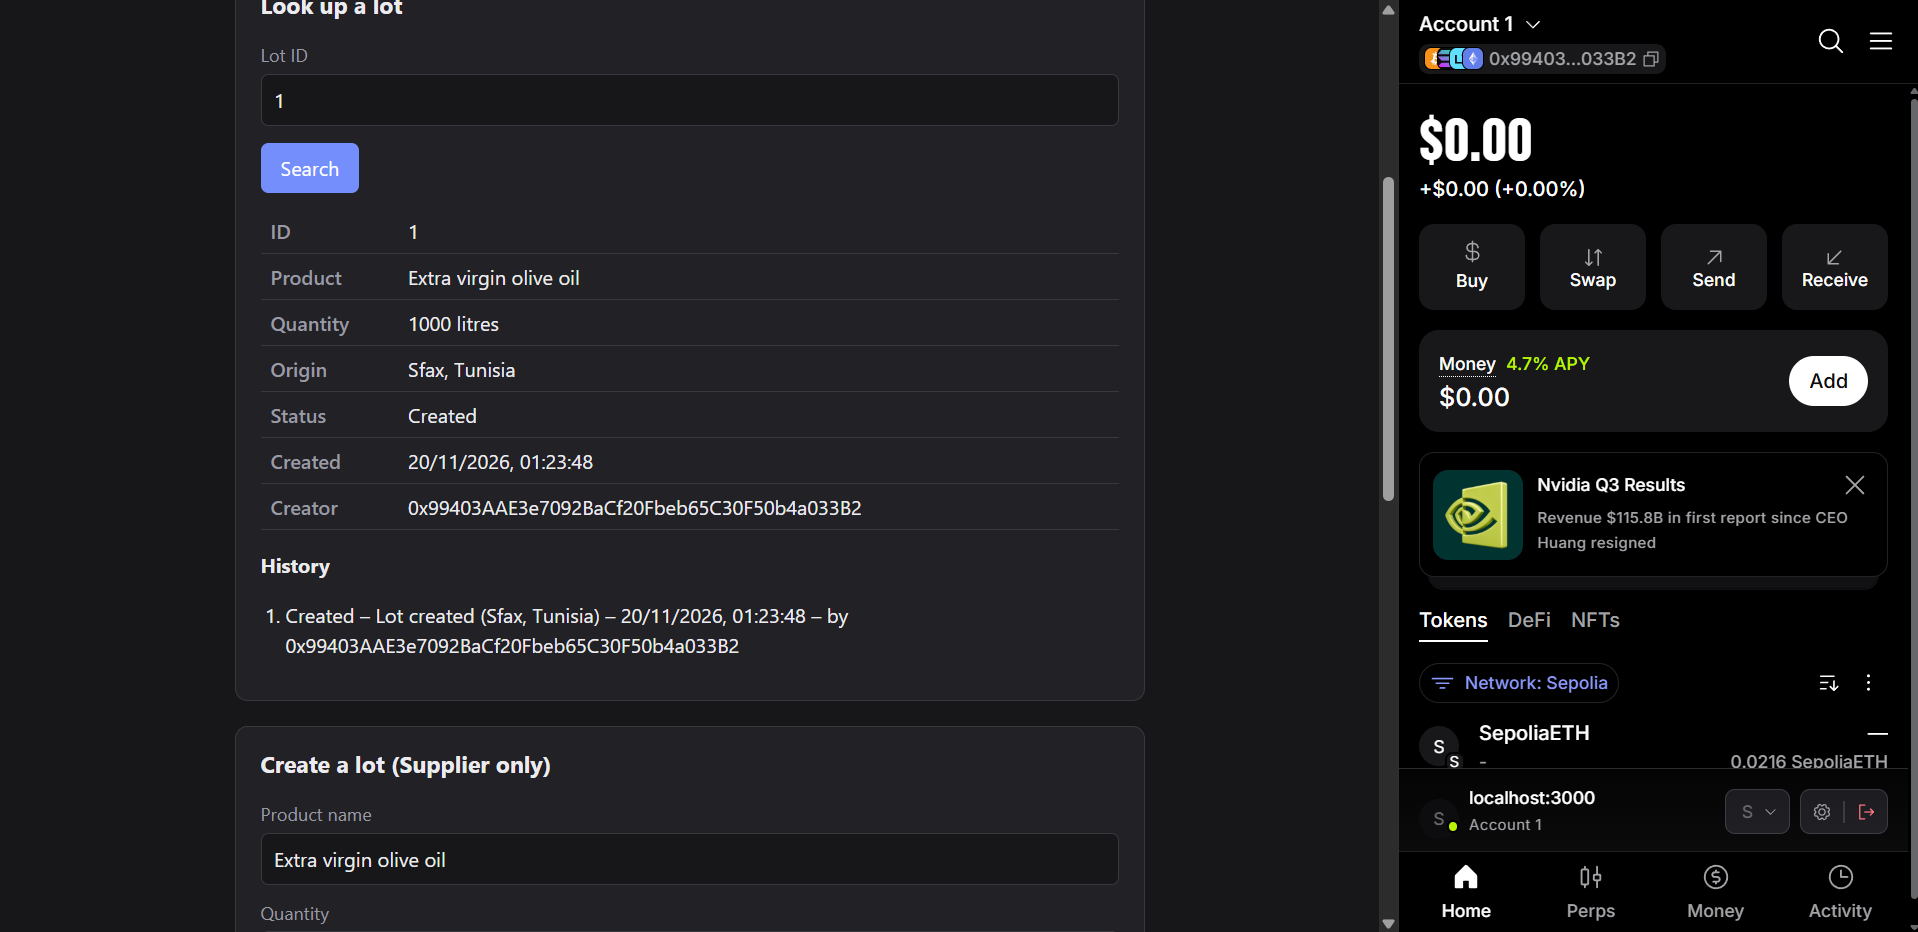 Look up a lot
Lot ID
1
Search
ID 1
Product Extra virgin olive oil
Quantity 1000 litres
Origin Sfax, Tunisia
Status Created
Created 20/11/2026, 01:23:48
Creator 0x99403AAE3e7092BaCf20Fbeb65C30F50b4a033B2
History
1. Created – Lot created (Sfax, Tunisia) – 20/11/2026, 01:23:48 – by
0x99403AAE3e7092BaCf20Fbeb65C30F50b4a033B2
Create a lot (Supplier only)
Product name
Extra virgin olive oil
Quantity
Account 1
0x99403...033B2
$0.00
+$0.00 (+0.00%)
Buy Swap Send Receive
Money 4.7% APY
$0.00
Add
Nvidia Q3 Results
Revenue $115.8B in first report since CEO
Huang resigned
Tokens DeFi NFTs
Network: Sepolia
S S
SepoliaETH —
- 0.0216 SepoliaETH
S
localhost:3000
Account 1
S
Home Perps Money Activity